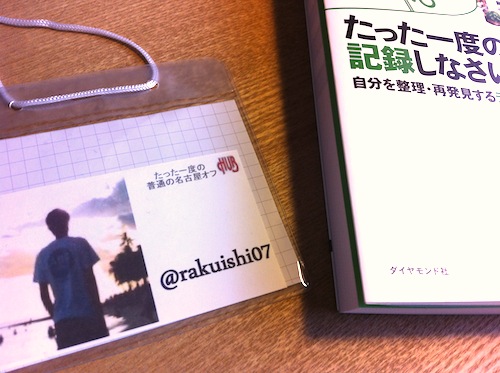 たった一度の
普通の名古屋オフ
HUB
@rakuishi07
たった一度の
記録しなさい
自分を整理・再発見する
ダイヤモンド社